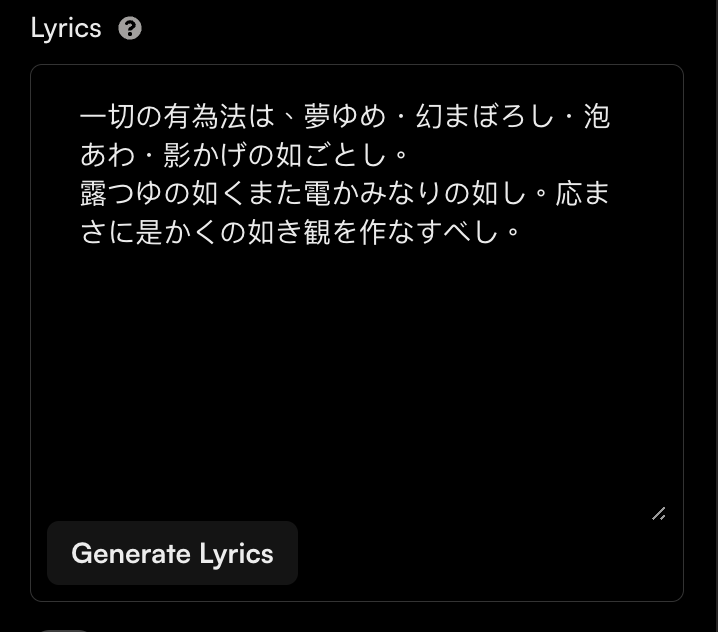 Lyrics ?
一切の有為法は、夢ゆめ・幻まぼろし・泡
あわ・影かげの如ごとし。
露つゆの如くまた電かみなりの如し。応ま
さに是かくの如き観を作なすべし。
Generate Lyrics